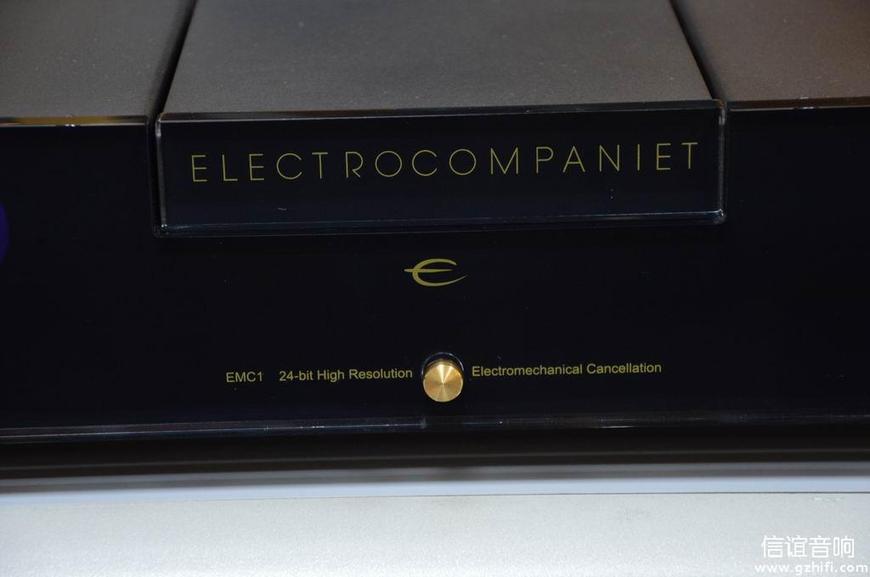 ELECTROCOMPANIET
EMC1 24-bit High Resolution Electromechanical Cancellation
信谊音响
www.gzhifi.com